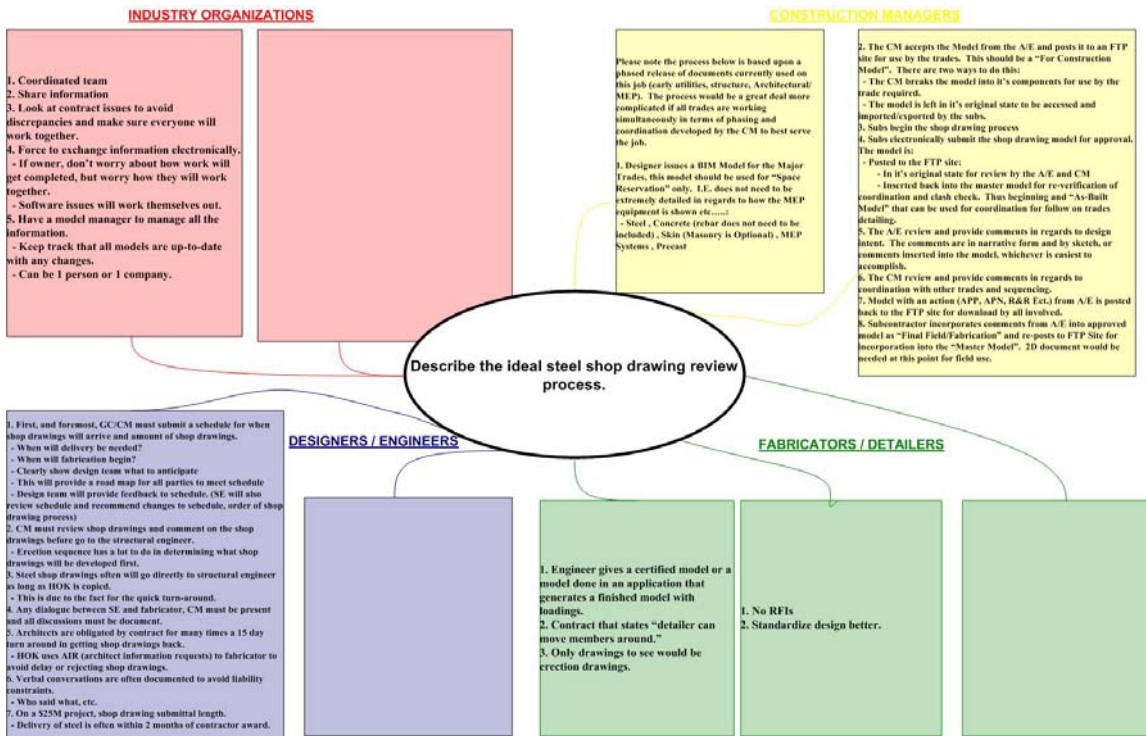 INDUSTRY ORGANIZATIONS
1. Coordinated team
2. Share information
3. Look at contract issues to avoid
discrepancies and make sure everyone will
work together.
4. Force to exchange information electronically.
- If owner, don't worry about how work will
get completed, but worry how they will work
together.
- Software issues will work themselves out.
5. Have a model manager to manage all the
information.
- Keep track that all models are up-to-date
with any changes.
- Can be 1 person or 1 company.
CONSTRUCTION MANAGERS
Please note the process below is based upon a
phased release of documents currently used on
this job (early utilities, structure, Architectural/
MEP). The process would be a great deal more
complicated if all trades are working
simultaneously in terms of phasing and
coordination developed by the CM to best serve
the job.
1. Designer issues a BIM Model for the Major
Trades, this model should be used for "Space
Reservation" only. I.E. does not need to be
extremely detailed in regards to how the MEP
equipment is shown etc.....:
- Steel , Concrete (rebar does not need to be
included) , Skin (Masonry is Optional) , MEP
Systems , Precast
2. The CM accepts the Model from the A/E and posts it to an FTP
site for use by the trades. This should be a "For Construction
Model". There are two ways to do this:
- The CM breaks the model into it's components for use by the
trade required.
- The model is left in it's original state to be accessed and
imported/exported by the subs.
3. Subs begin the shop drawing process
4. Subs electronically submit the shop drawing model for approval.
The model is:
- Posted to the FTP site:
- In it's original state for review by the A/E and CM
- Inserted back into the master model for re-verification of
coordination and clash check. Thus beginning and "As-Built
Model" that can be used for coordination for follow on trades
detailing.
5. The A/E review and provide comments in regards to design
intent. The comments are in narrative form and by sketch, or
comments inserted into the model, whichever is easiest to
accomplish.
6. The CM review and provide comments in regards to
coordination with other trades and sequencing.
7. Model with an action (APP, APN, R&R Ect.) from A/E is posted
back to the FTP site for download by all involved.
8. Subcontractor incorporates comments from A/E into approved
model as "Final Field/Fabrication" and re-posts to FTP Site for
incorporation into the "Master Model". 2D document would be
needed at this point for field use.
Describe the ideal steel shop drawing review
process.
DESIGNERS / ENGINEERS
1. First, and foremost, GC/CM must submit a schedule for when
shop drawings will arrive and amount of shop drawings.
- When will delivery be needed?
- When will fabrication begin?
- Clearly show design team what to anticipate
- This will provide a road map for all parties to meet schedule
- Design team will provide feedback to schedule. (SE will also
review schedule and recommend changes to schedule, order of shop
drawing process)
2. CM must review shop drawings and comment on the shop
drawings before go to the structural engineer.
- Erection sequence has a lot to do in determining what shop
drawings will be developed first.
3. Steel shop drawings often will go directly to structural engineer
as long as HOK is copied.
- This is due to the fact for the quick turn-around.
4. Any dialogue between SE and fabricator, CM must be present
and all discussions must be document.
5. Architects are obligated by contract for many times a 15 day
turn around in getting shop drawings back.
- HOK uses AIR (architect information requests) to fabricator to
avoid delay or rejecting shop drawings.
6. Verbal conversations are often documented to avoid liability
constraints.
- Who said what, etc.
7. On a $25M project, shop drawing submittal length.
- Delivery of steel is often within 2 months of contractor award.
FABRICATORS / DETAILERS
1. Engineer gives a certified model or a
model done in an application that
generates a finished model with
loadings.
2. Contract that states "detailer can
move members around."
3. Only drawings to see would be
erection drawings.
1. No RFIs
2. Standardize design better.